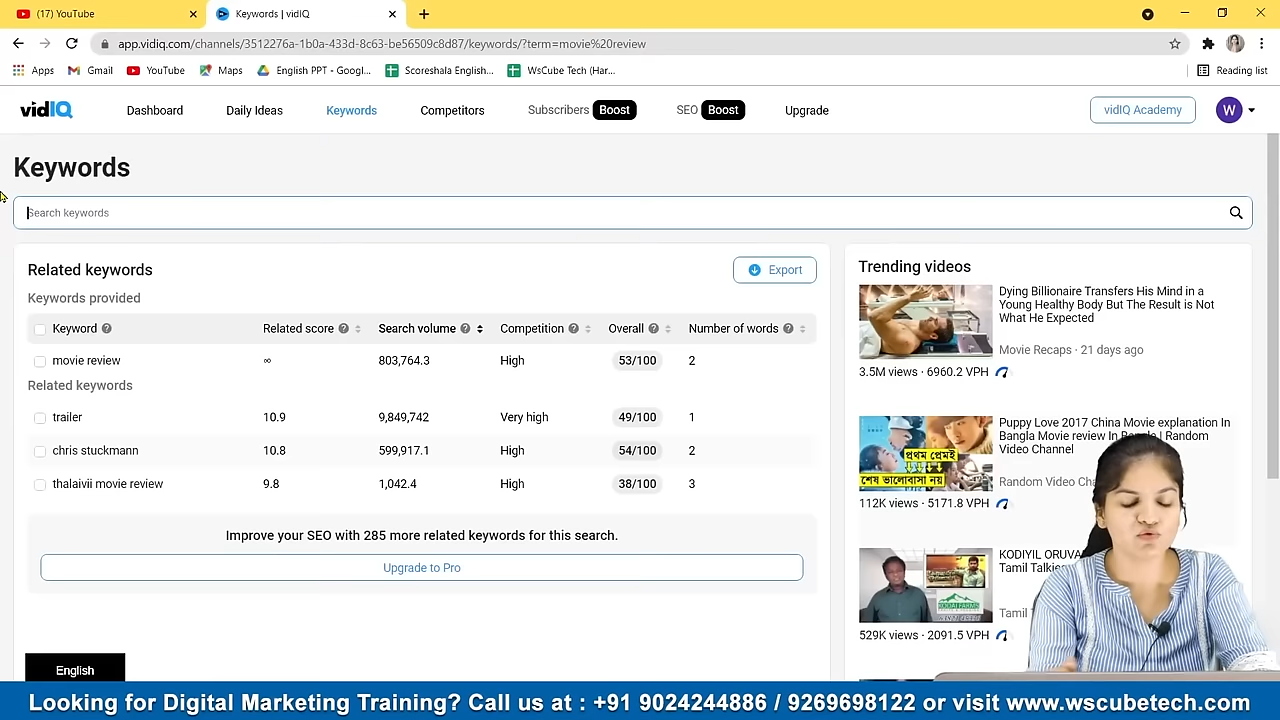 (17) YouTube
Keywords | vidIQ
app.vidiq.com/channels/3512276a-1b0a-433d-8c63-be56509c8d87/keywords/?term=movie%20review
Apps Gmail YouTube Maps English PPT - Googl... Scoreshala English... WsCube Tech (Har... Reading list
vidIQ Dashboard Daily Ideas Keywords Competitors Subscribers Boost SEO Boost Upgrade vidIQ Academy W
Keywords
Search keywords
Related keywords
Export
Keywords provided
Keyword Related score Search volume Competition Overall Number of words
movie review ∞ 803,764.3 High 53/100 2
Related keywords
trailer 10.9 9,849,742 Very high 49/100 1
chris stuckmann 10.8 599,917.1 High 54/100 2
thalaivii movie review 9.8 1,042.4 High 38/100 3
Improve your SEO with 285 more related keywords for this search.
Upgrade to Pro
Trending videos
Dying Billionaire Transfers His Mind in a
Young Healthy Body But The Result is Not
What He Expected
Movie Recaps · 21 days ago
3.5M views · 6960.2 VPH
প্রথম প্রেমই
শেষ ভালোবাসা নয়
Puppy Love 2017 China Movie explanation In
Bangla Movie review In Bangla | Random
Video Channel
Random Video
112K views · 5171.8 VPH
KODIYIL
Tamil
Tamil
529K views · 2091.5 VPH
English
Looking for Digital Marketing Training? Call us at : +91 9024244886 / 9269698122 or visit www.wscubetech.com